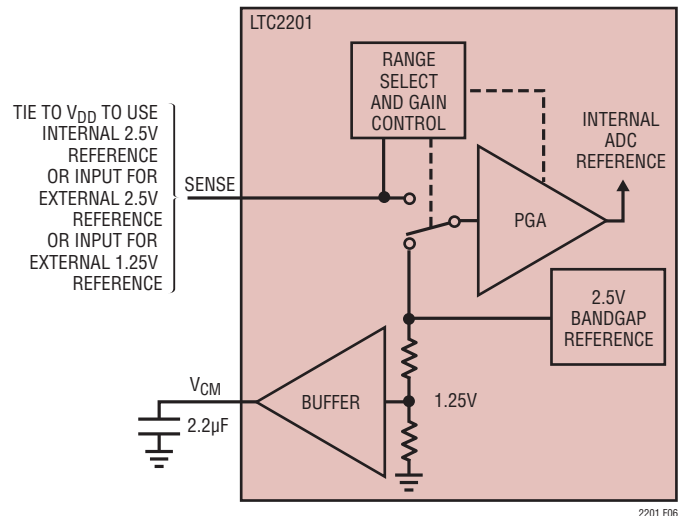 LTC2201
RANGE
SELECT
AND GAIN
CONTROL
TIE TO VDD TO USE
INTERNAL 2.5V
REFERENCE
OR INPUT FOR
EXTERNAL 2.5V
REFERENCE
OR INPUT FOR
EXTERNAL 1.25V
REFERENCE
SENSE
INTERNAL
ADC
REFERENCE
PGA
2.5V
BANDGAP
REFERENCE
VCM
BUFFER
1.25V
2.2µF
2201 F06